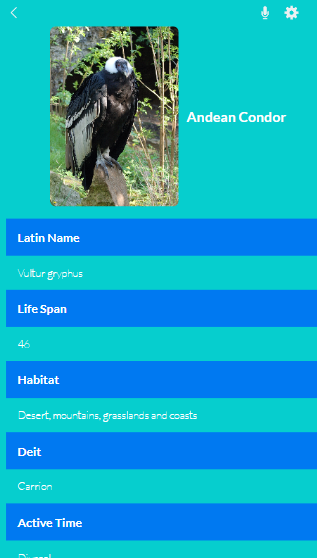 Andean Condor
Latin Name
Vultur gryphus
Life Span
46
Habitat
Desert, mountains, grasslands and coasts
Deit
Carrion
Active Time